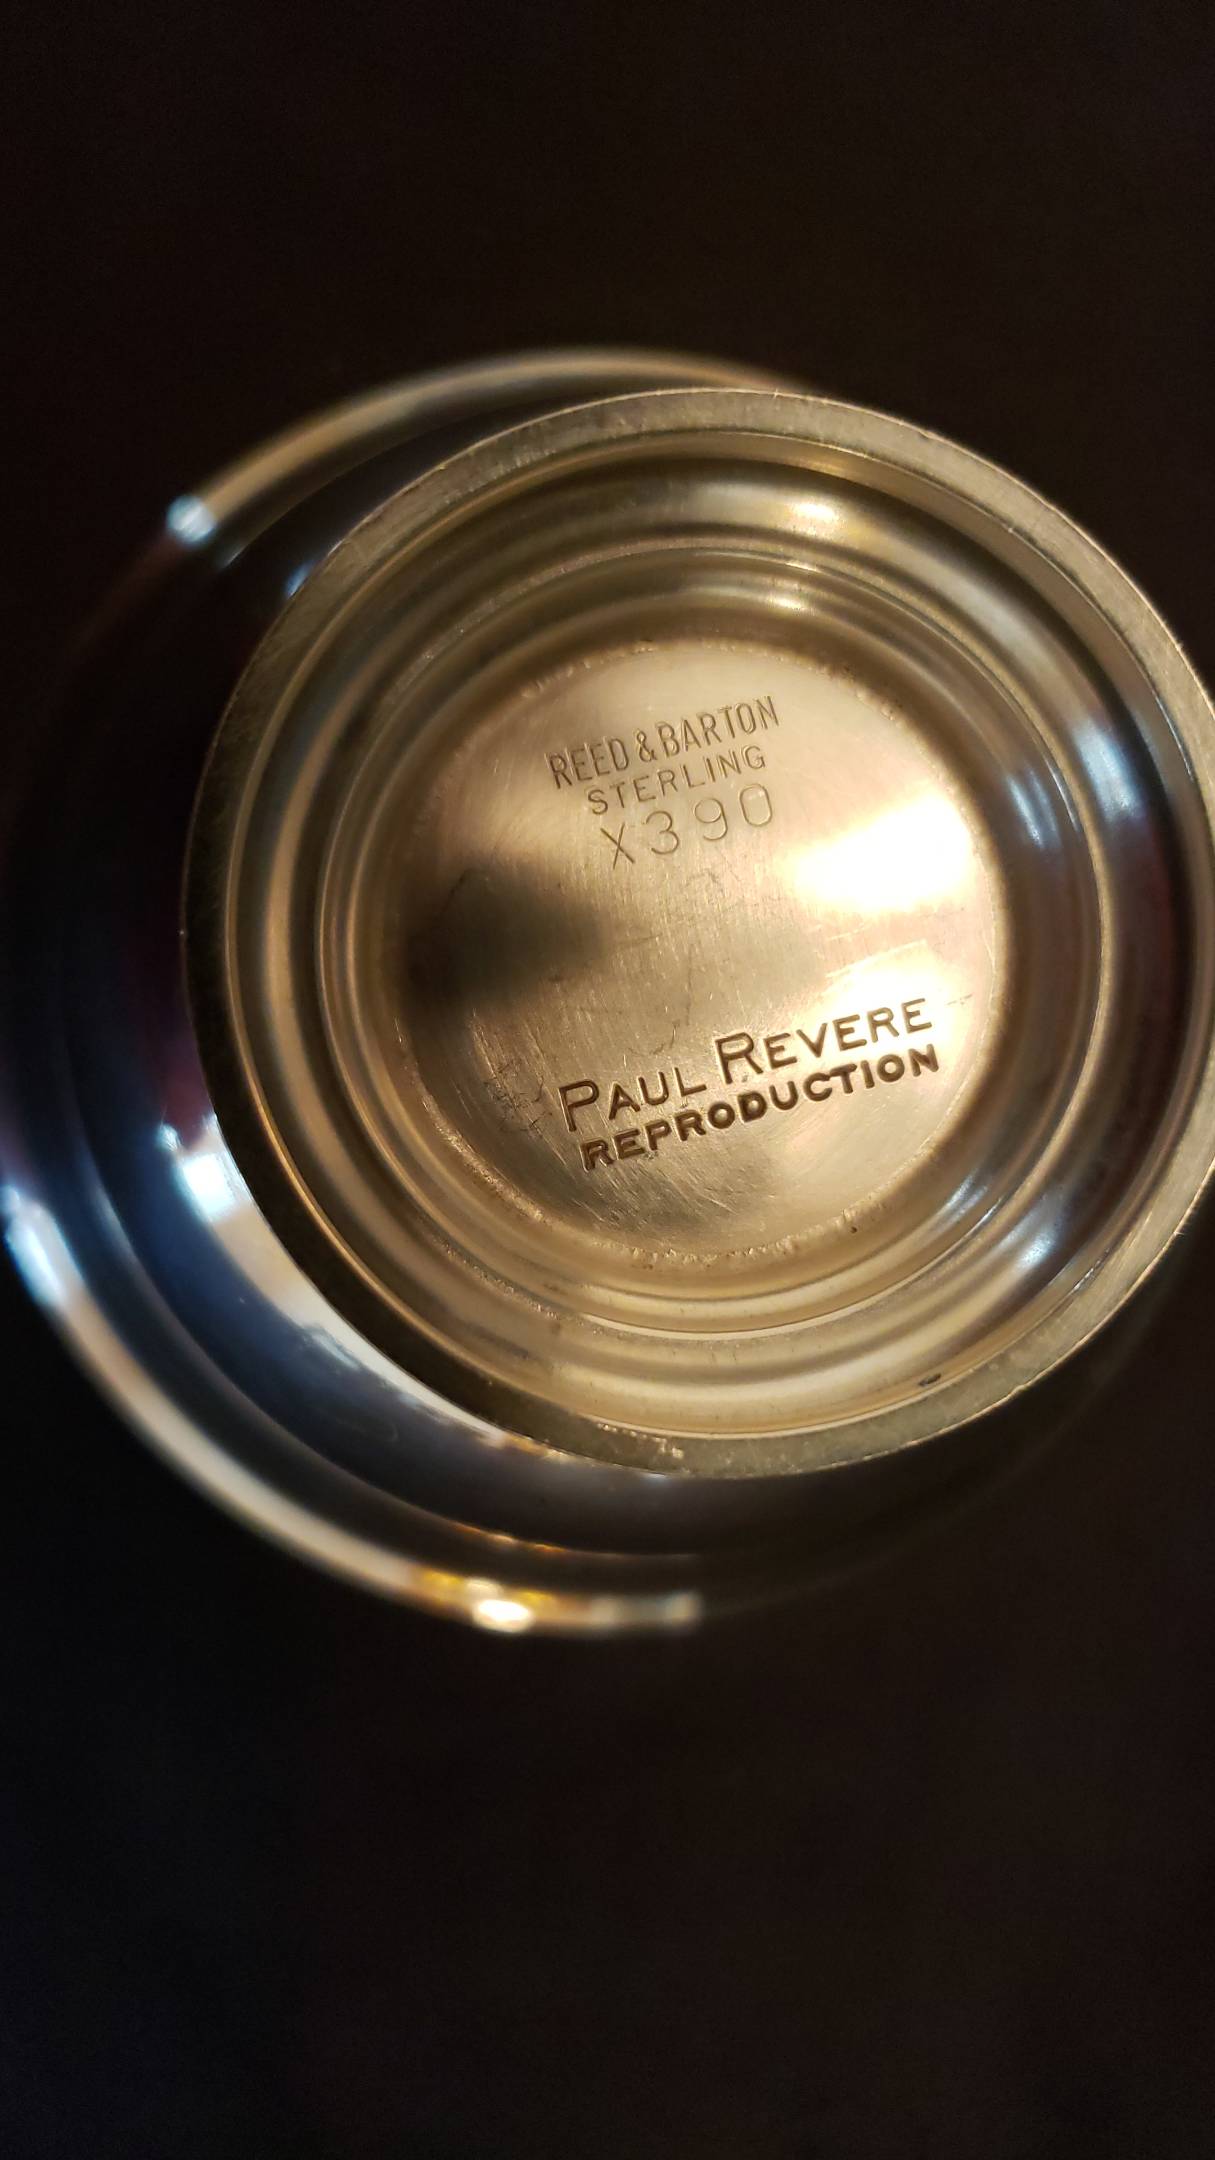 REED & BARTON
STERLING
X390
PAUL REVERE
REPRODUCTION